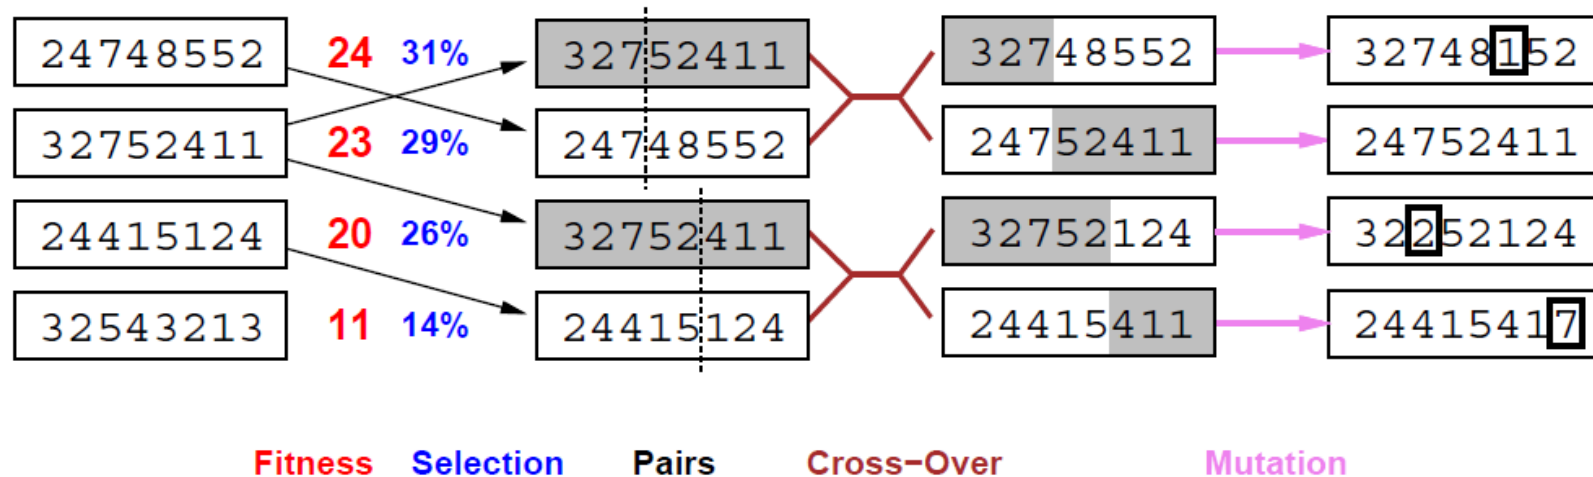 24748552 24 31% 32752411 32748552 32748152
32752411 23 29% 24748552 24752411 24752411
24415124 20 26% 32752411 32752124 32252124
32543213 11 14% 24415124 24415411 24415417
Fitness Selection Pairs Cross−Over Mutation